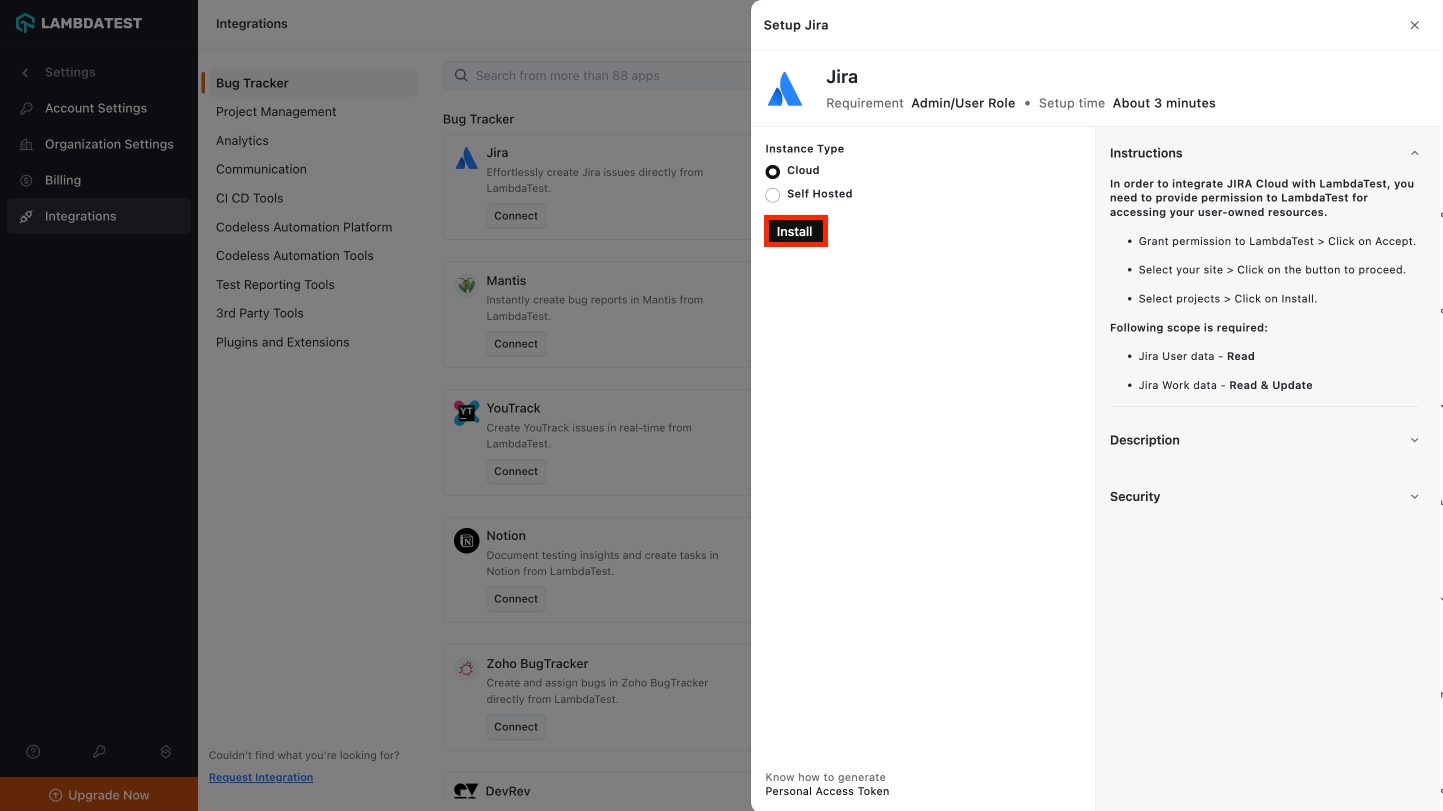 LAMBDATEST
Settings
Account Settings
Organization Settings
Billing
Integrations
Upgrade Now
Integrations
Bug Tracker
Project Management
Analytics
Communication
CI CD Tools
Codeless Automation Platform
Codeless Automation Tools
Test Reporting Tools
3rd Party Tools
Plugins and Extensions
Couldn't find what you're looking for?
Request Integration
Search from more than 88 apps
Bug Tracker
Jira
Effortlessly create Jira issues directly from
LambdaTest.
Connect
Mantis
Instantly create bug reports in Mantis from
LambdaTest.
Connect
YT
YouTrack
Create YouTrack issues in real-time from
LambdaTest.
Connect
Notion
Document testing insights and create tasks in
Notion from LambdaTest.
Connect
Zoho BugTracker
Create and assign bugs in Zoho BugTracker
directly from LambdaTest.
Connect
DevRev
Setup Jira
Jira
Requirement Admin/User Role • Setup time About 3 minutes
Instance Type
Cloud
Self Hosted
Install
Know how to generate
Personal Access Token
Instructions
In order to integrate JIRA Cloud with LambdaTest, you
need to provide permission to LambdaTest for
accessing your user-owned resources.
• Grant permission to LambdaTest > Click on Accept.
• Select your site > Click on the button to proceed.
• Select projects > Click on Install.
Following scope is required:
• Jira User data - Read
• Jira Work data - Read & Update
Description
Security